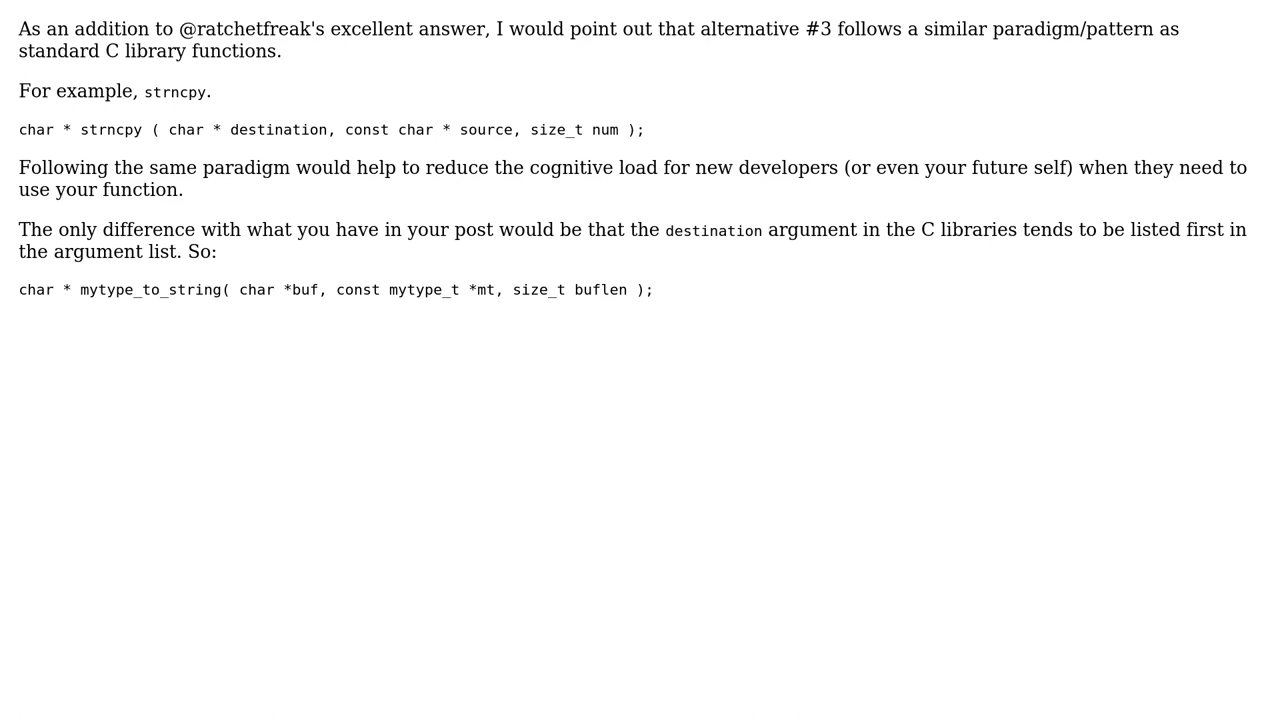 As an addition to @ratchetfreak's excellent answer, I would point out that alternative #3 follows a similar paradigm/pattern as
standard C library functions.
For example, strncpy.
char * strncpy ( char * destination, const char * source, size_t num );
Following the same paradigm would help to reduce the cognitive load for new developers (or even your future self) when they need to
use your function.
The only difference with what you have in your post would be that the destination argument in the C libraries tends to be listed first in
the argument list. So:
char * mytype_to_string( char *buf, const mytype_t *mt, size_t buflen );